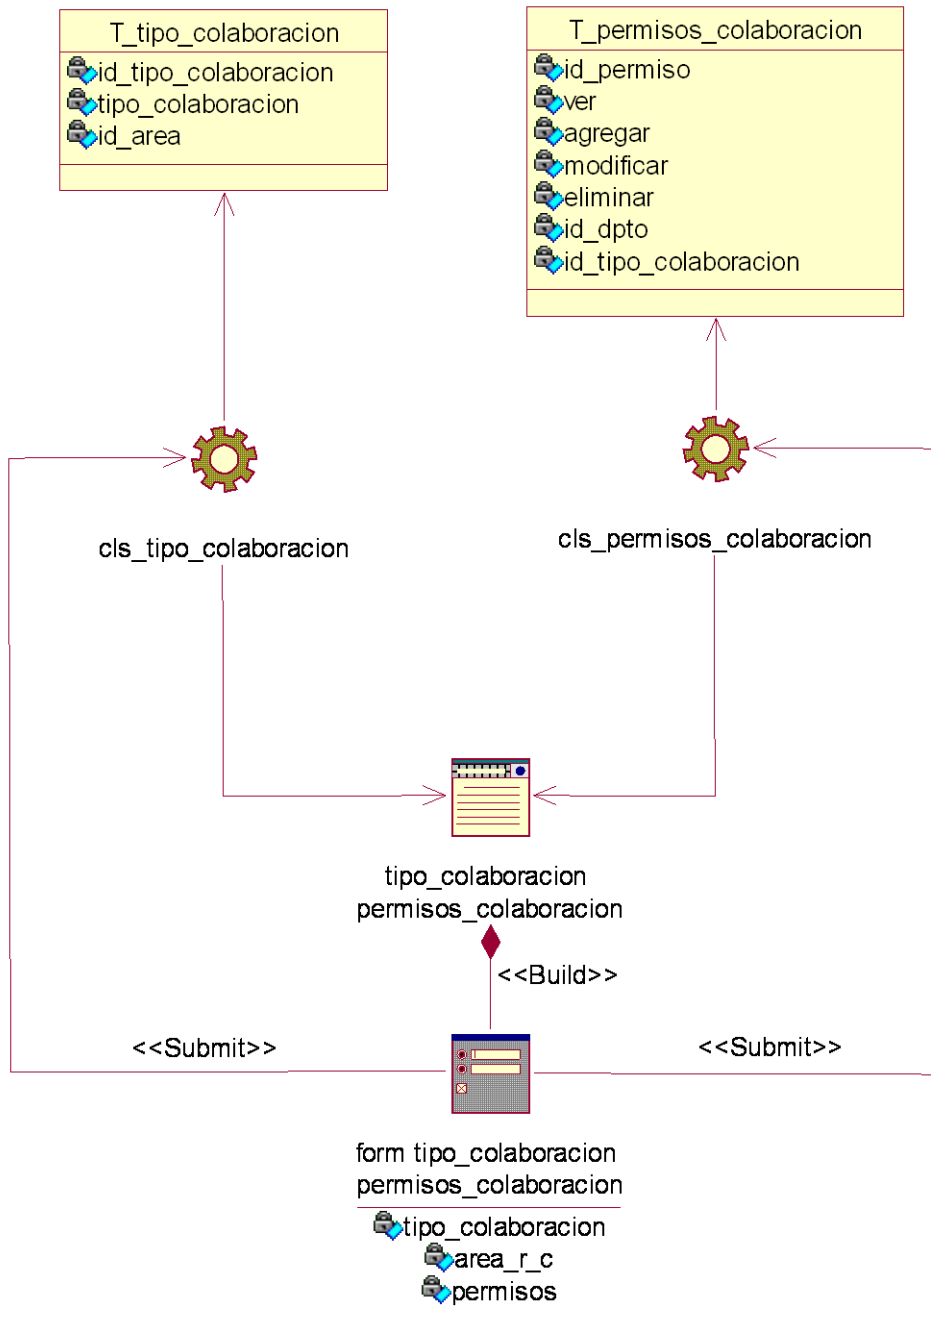 T_tipo_colaboracion
id_tipo_colaboracion
tipo_colaboracion
id_area
T_permisos_colaboracion
id_permiso
ver
agregar
modificar
eliminar
id_dpto
id_tipo_colaboracion
cls_tipo_colaboracion
cls_permisos_colaboracion
tipo_colaboracion
permisos_colaboracion
<<Build>>
<<Submit>>
<<Submit>>
form tipo_colaboracion
permisos_colaboracion
tipo_colaboracion
area_r_c
permisos